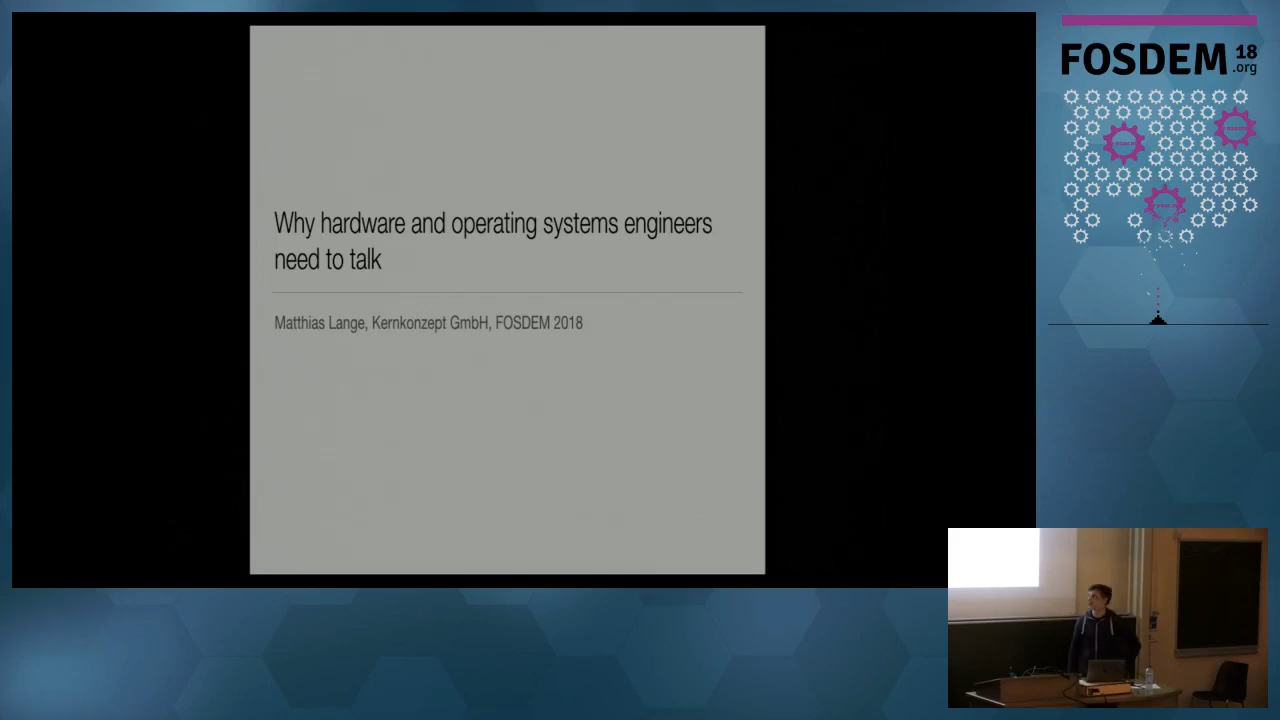 Why hardware and operating systems engineers
need to talk
Matthias Lange, Kernkonzept GmbH, FOSDEM 2018
FOSDEM 18
.org